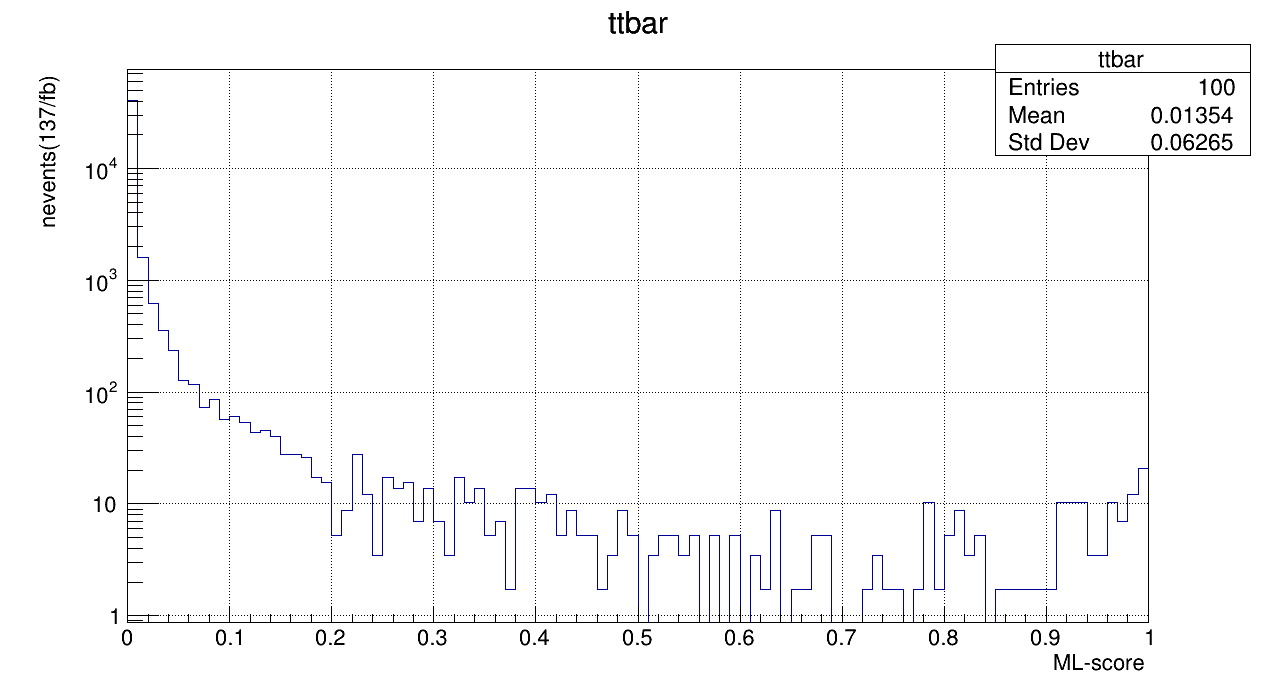 ttbar
ttbar
Entries 100
Mean 0.01354
Std Dev 0.06265
nevents(137/fb)
10^4
10^3
10^2
10
1
0 0.1 0.2 0.3 0.4 0.5 0.6 0.7 0.8 0.9 1
ML-score